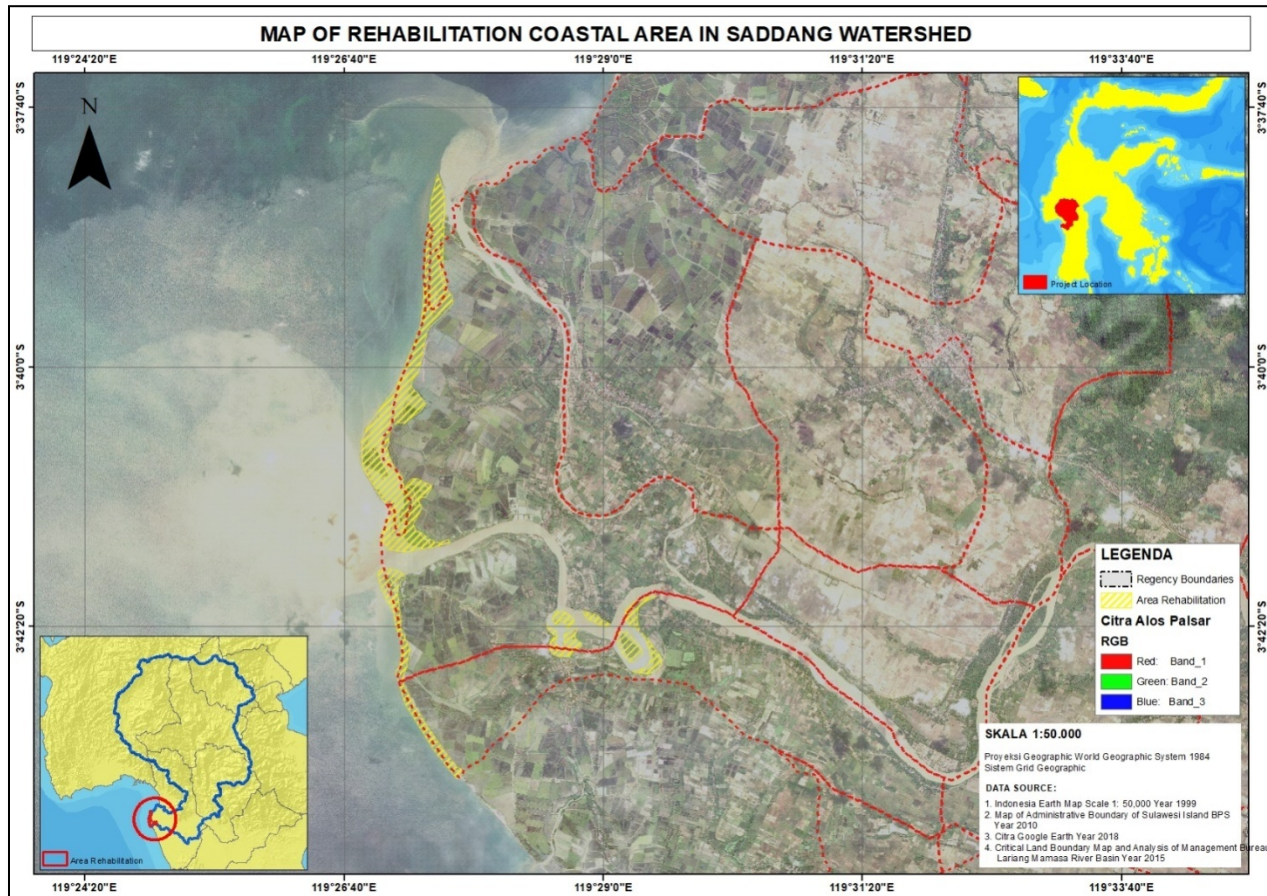 MAP OF REHABILITATION COASTAL AREA IN SADDANG WATERSHED
119°24'20"E 119°26'40"E 119°29'0"E 119°31'20"E 119°33'40"E
N
3°37'40"S 3°37'40"S
Project Location
3°40'0"S 3°40'0"S
LEGENDA
Regency Boundaries
Area Rehabilitation
Citra Alos Palsar
RGB
Red: Band_1
Green: Band_2
Blue: Band_3
3°42'20"S 3°42'20"S
SKALA 1:50.000
Proyeksi Geographic World Geographic System 1984
Sistem Grid Geographic
DATA SOURCE:
1. Indonesia Earth Map Scale 1: 50,000 Year 1999
2. Map of Administrative Boundary of Sulawesi Island BPS
Year 2010
3. Citra Google Earth Year 2018
4. Critical Land Boundary Map and Analysis of Management Bureau
Lariang Mamasa River Basin Year 2015
Area Rehabilitation
119°24'20"E 119°26'40"E 119°29'0"E 119°31'20"E 119°33'40"E